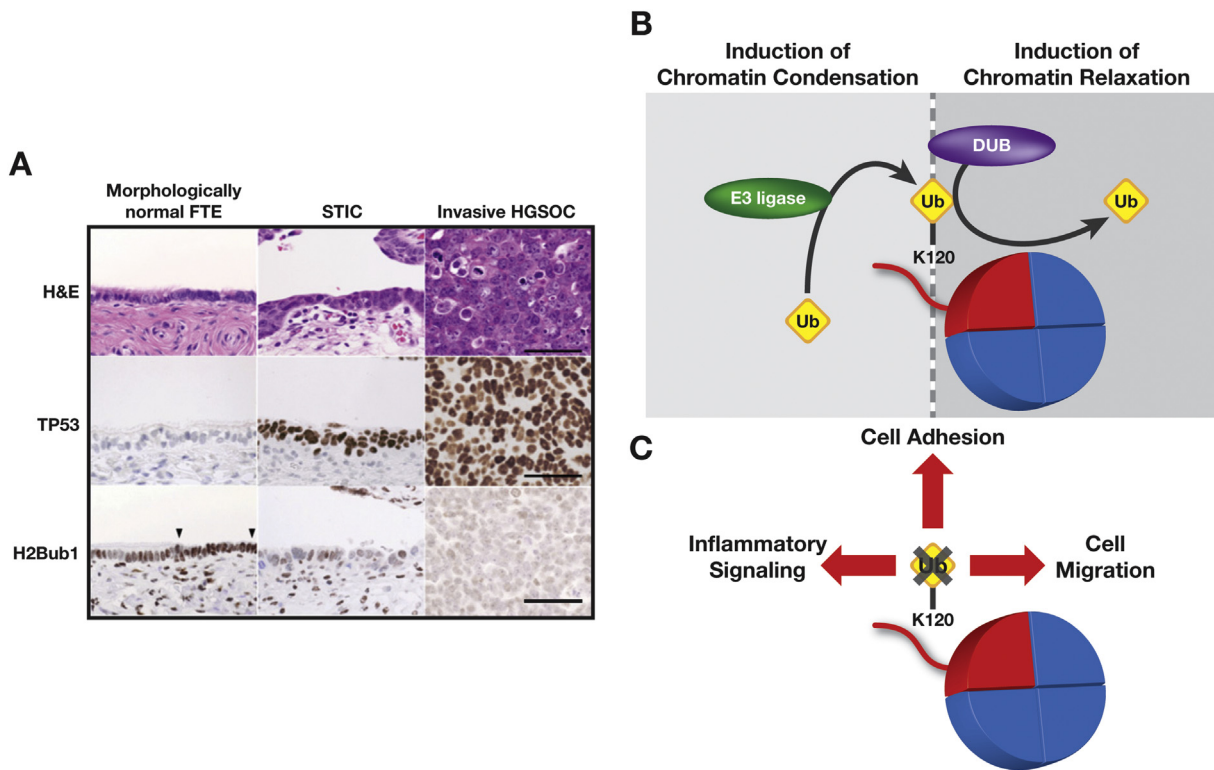 A
Morphologically
normal FTE
STIC
Invasive HGSOC
H&E
TP53
H2Bub1
B
Induction of
Chromatin Condensation
Induction of
Chromatin Relaxation
DUB
E3 ligase
Ub
Ub
K120
Ub
C
Cell Adhesion
Inflammatory
Signaling
Ub
Cell
Migration
K120